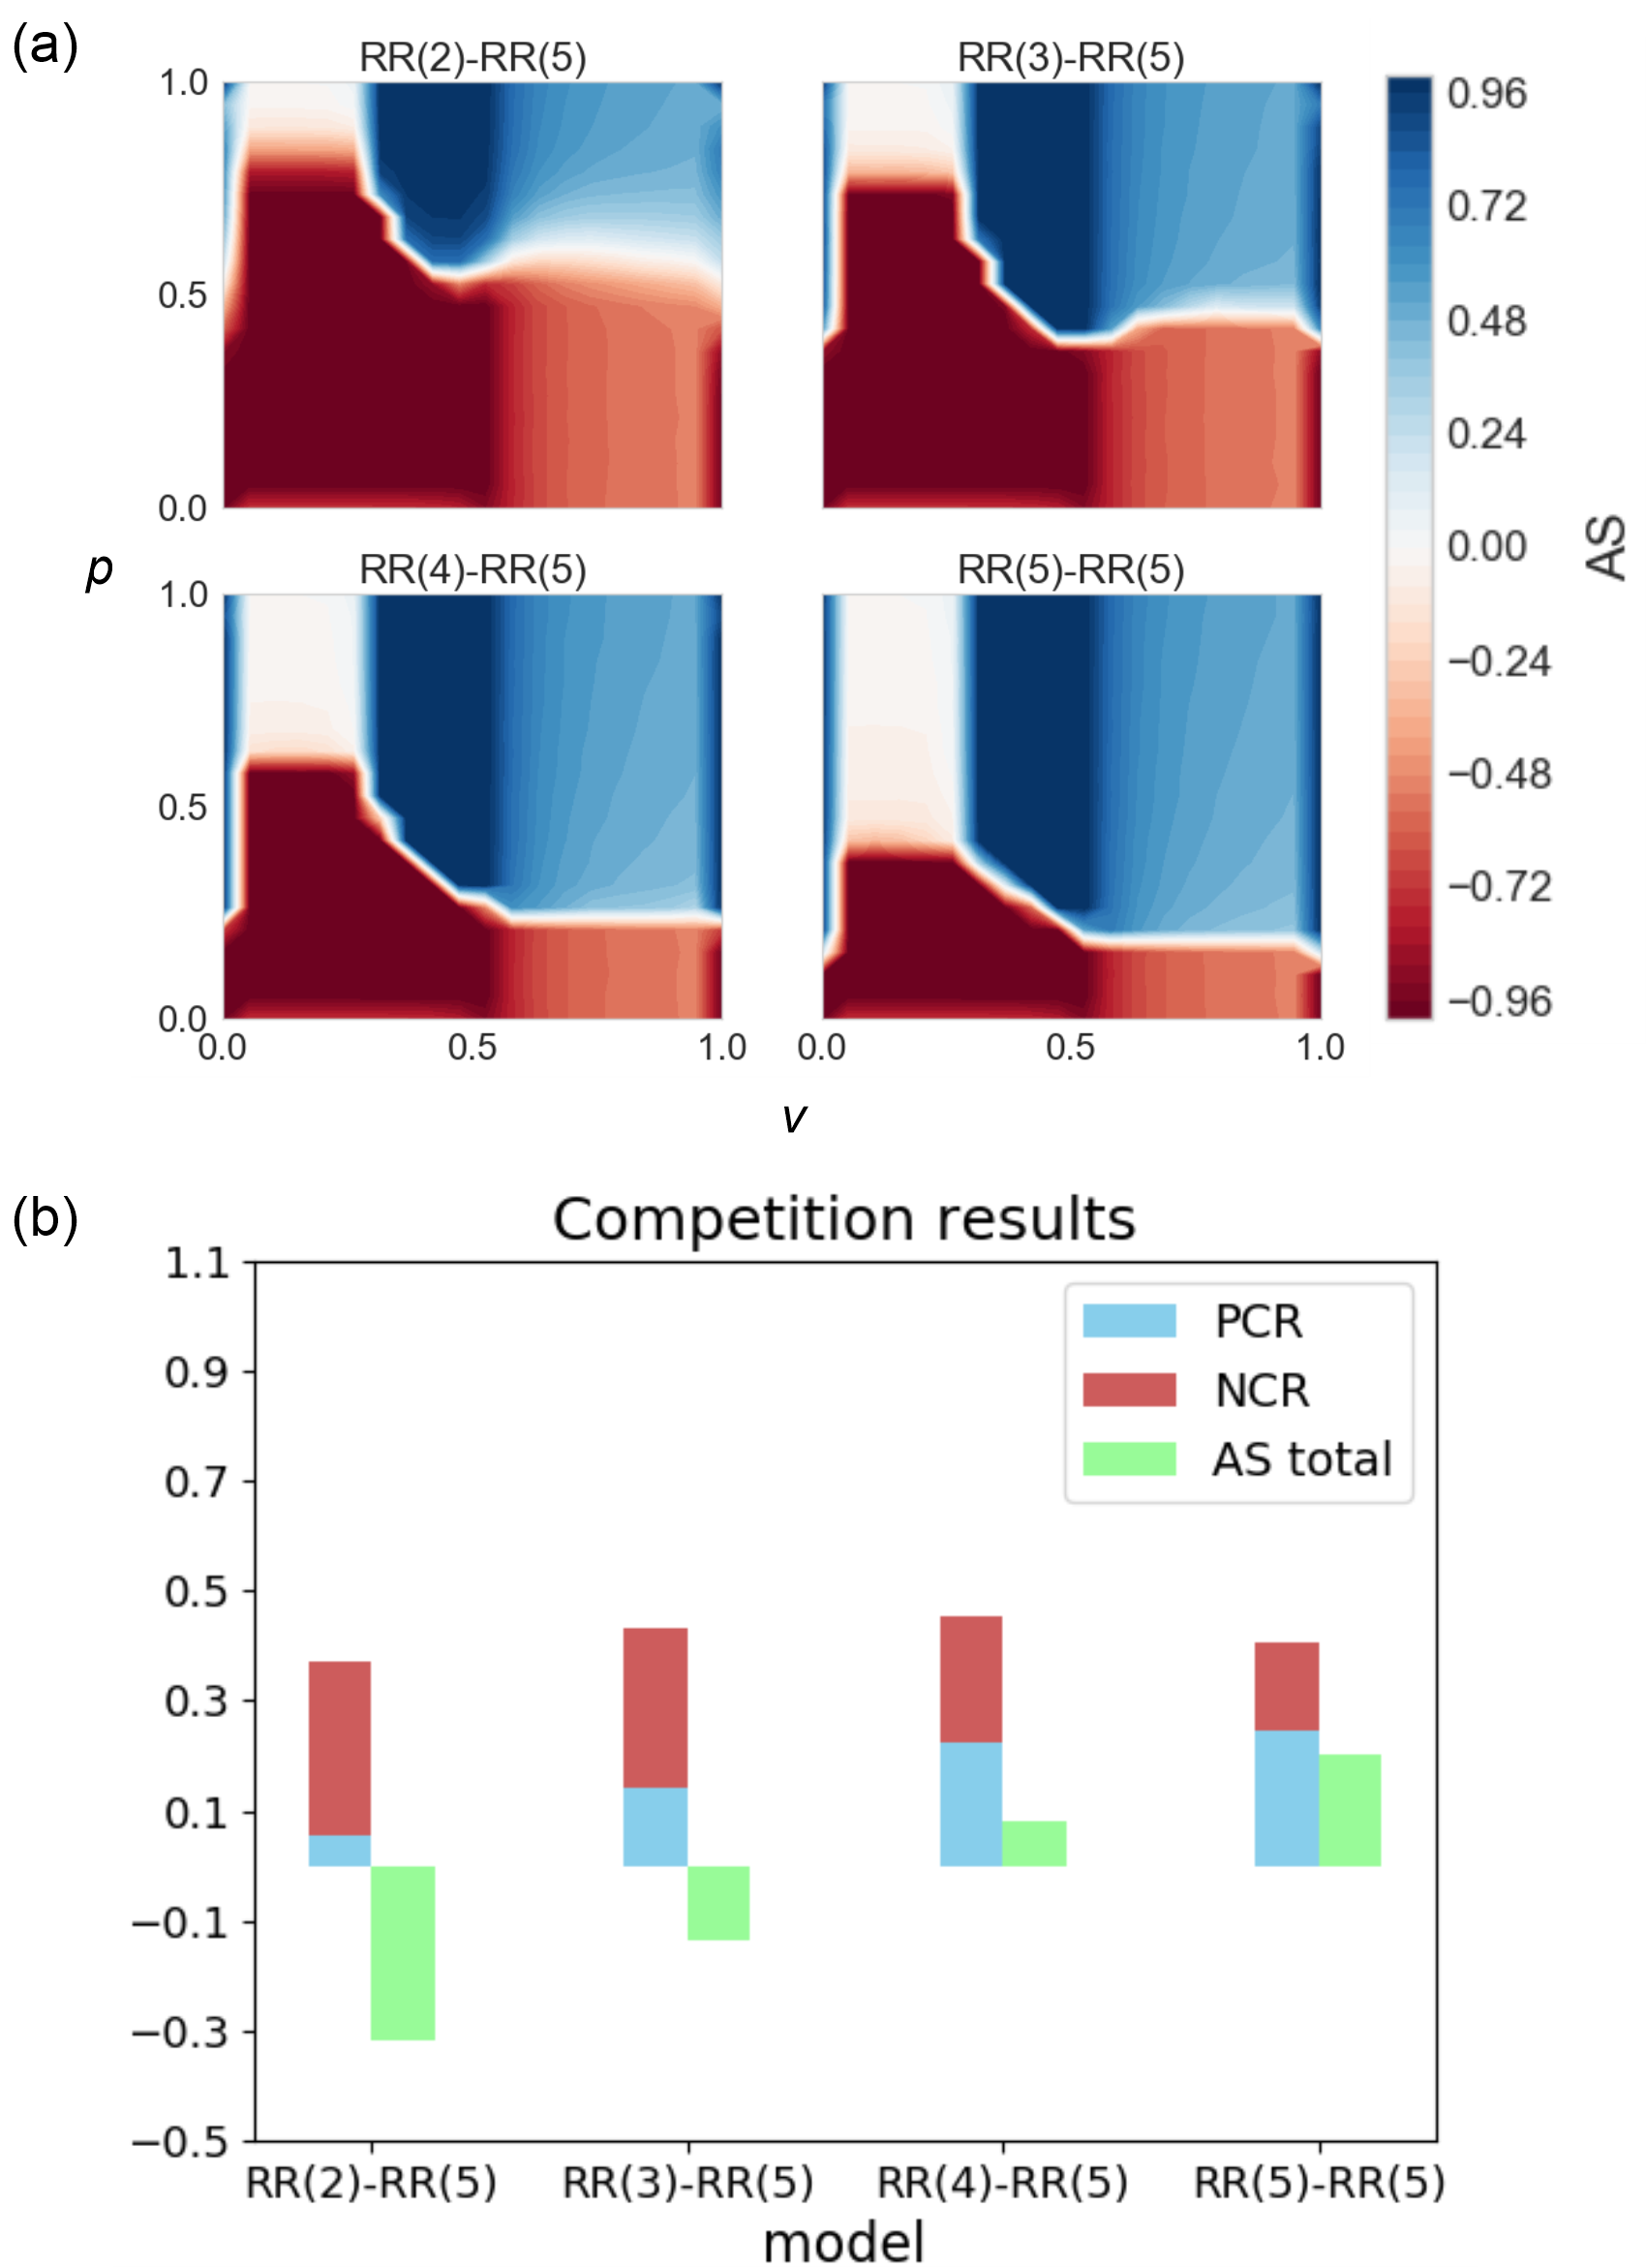 (a)
RR(2)-RR(5) RR(3)-RR(5)
1.0
0.5
0.0
RR(4)-RR(5) RR(5)-RR(5)
p
1.0
0.5
0.0
0.0 0.5 1.0 0.0 0.5 1.0
v
0.96
0.72
0.48
0.24
0.00
−0.24
−0.48
−0.72
−0.96
AS
(b)
Competition results
1.1
0.9
0.7
0.5
0.3
0.1
−0.1
−0.3
−0.5
PCR
NCR
AS total
RR(2)-RR(5) RR(3)-RR(5) RR(4)-RR(5) RR(5)-RR(5)
model